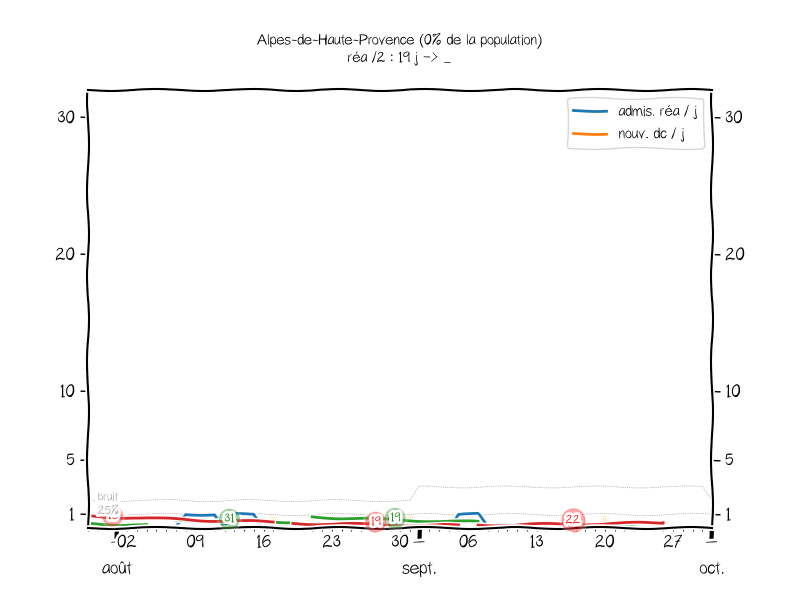 Alpes-de-Haute-Provence (0% de la population)
réa /2 : 19 j -> _
admis. réa / j
nouv. dc / j
30
30
20
20
10
10
5
5
bruit
25%
1
31
19
19
22
1
02 09 16 23 30 06 13 20 27
août sept. oct.